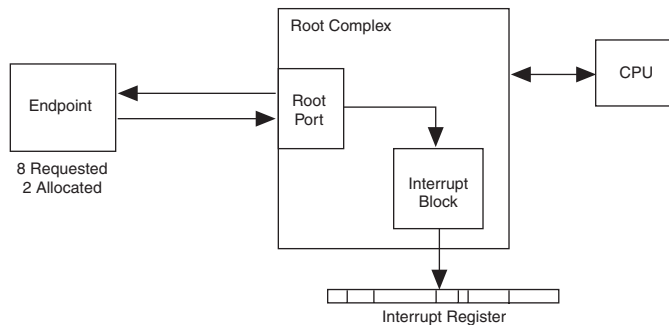 Root Complex
Endpoint
8 Requested
2 Allocated
Root
Port
Interrupt
Block
CPU
Interrupt Register